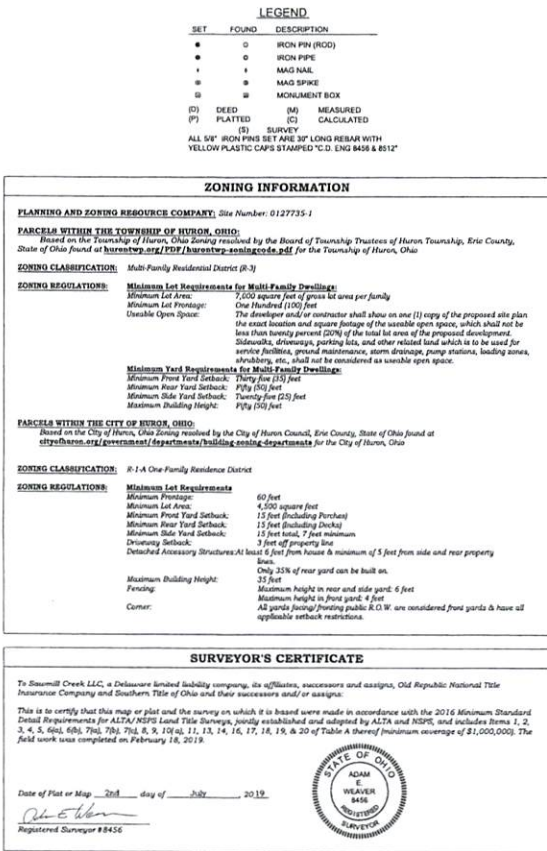 LEGEND
SET FOUND DESCRIPTION
IRON PIN (ROD)
IRON PIPE
MAG NAIL
MAG SPIKE
MONUMENT BOX
(D) DEED (M) MEASURED
(P) PLATTED (C) CALCULATED
(S) SURVEY
ALL 5/8" IRON PINS SET ARE 30" LONG REBAR WITH
YELLOW PLASTIC CAPS STAMPED "C.D. ENG 8456 & 8512"
ZONING INFORMATION
PLANNING AND ZONING RESOURCE COMPANY: Site Number: 0127735-1
PARCELS WITHIN THE TOWNSHIP OF HURON, OHIO:
Based on the Township of Huron, Ohio Zoning resolved by the Board of Township Trustees of Huron Township, Erie County,
State of Ohio found at hurontwp.org/PDF/hurontwp-zoningcode.pdf for the Township of Huron, Ohio
ZONING CLASSIFICATION: Multi-Family Residential District (R-3)
ZONING REGULATIONS: Minimum Lot Requirements for Multi-Family Dwellings:
Minimum Lot Area: 7,000 square feet of gross lot area per family
Minimum Lot Frontage: One Hundred (100) feet
Useable Open Space: The developer and/or contractor shall show on one (1) copy of the proposed site plan
the exact location and square footage of the useable open space, which shall not be
less than twenty percent (20%) of the total lot area of the proposed development.
Sidewalks, driveways, parking lots, and other related land which is to be used for
service facilities, ground maintenance, storm drainage, pump stations, loading zones,
shrubbery, etc., shall not be considered as useable open space.
Minimum Yard Requirements for Multi-Family Dwellings:
Minimum Front Yard Setback: Thirty-five (35) feet
Minimum Rear Yard Setback: Fifty (50) feet
Minimum Side Yard Setback: Twenty-five (25) feet
Maximum Building Height: Fifty (50) feet
PARCELS WITHIN THE CITY OF HURON, OHIO:
Based on the City of Huron, Ohio Zoning resolved by the City of Huron Council, Erie County, State of Ohio found at
cityofhuron.org/government/departments/building-zoning-departments for the City of Huron, Ohio
ZONING CLASSIFICATION: R-1-A One-Family Residence District
ZONING REGULATIONS: Minimum Lot Requirements
Minimum Frontage: 60 feet
Minimum Lot Area: 4,500 square feet
Minimum Front Yard Setback: 15 feet (Including Porches)
Minimum Rear Yard Setback: 15 feet (Including Decks)
Minimum Side Yard Setback: 15 feet total, 7 feet minimum
Driveway Setback: 3 feet off property line
Detached Accessory Structures: At least 6 feet from house & minimum of 5 feet from side and rear property
lines.
Only 35% of rear yard can be built on.
Maximum Building Height: 35 feet
Fencing: Maximum height in rear and side yard: 6 feet
Maximum height in front yard: 4 feet
Corner: All yards facing/fronting public R.O.W. are considered front yards & have all
applicable setback restrictions.
SURVEYOR'S CERTIFICATE
To Sawmill Creek LLC, a Delaware limited liability company, its affiliates, successors and assigns, Old Republic National Title
Insurance Company and Southern Title of Ohio and their successors and/or assigns:
This is to certify that this map or plat and the survey on which it is based were made in accordance with the 2016 Minimum Standard
Detail Requirements for ALTA/NSPS Land Title Surveys, jointly established and adopted by ALTA and NSPS, and includes Items 1, 2,
3, 4, 5, 6(a), 6(b), 7(a), 7(b), 7(c), 8, 9, 10(a), 11, 13, 14, 16, 17, 18, 19, & 20 of Table A thereof (minimum coverage of $1,000,000). The
field work was completed on February 18, 2019.
Date of Plat or Map 2nd day of July 2019
Registered Surveyor #8456
STATE OF OHIO
ADAM
E.
WEAVER
8456
REGISTERED
SURVEYOR